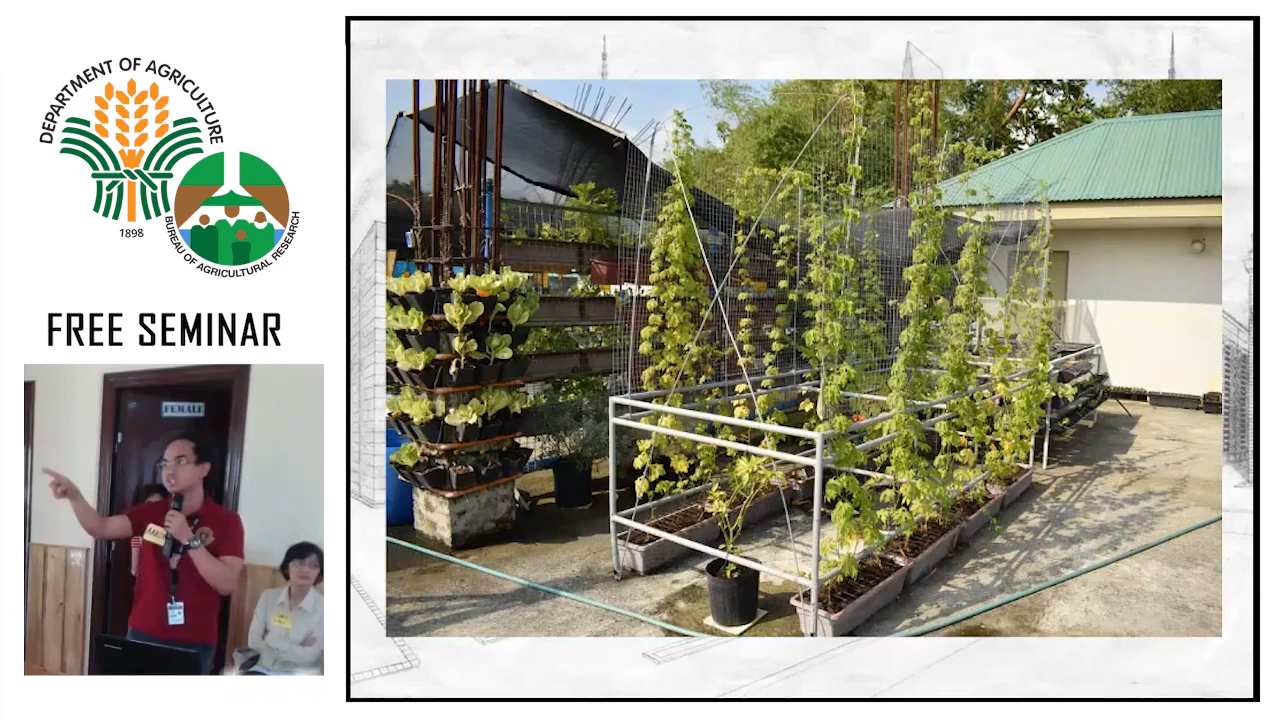 DEPARTMENT OF AGRICULTURE
1898
BUREAU OF AGRICULTURAL RESEARCH
FREE SEMINAR
FEMALE